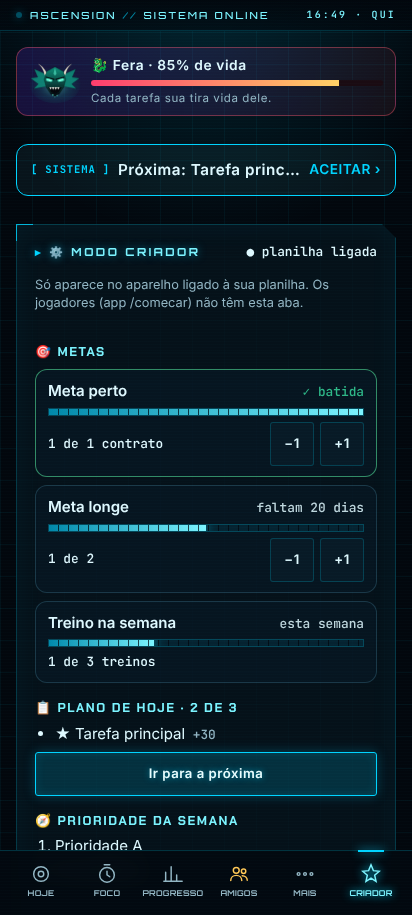 ASCENSION // SISTEMA ONLINE
16:49 · QUI
🐉 Fera · 85% de vida
Cada tarefa sua tira vida dele.
[ SISTEMA ] Próxima: Tarefa princ... ACEITAR ›
▸ ⚙️ MODO CRIADOR
● planilha ligada
Só aparece no aparelho ligado à sua planilha. Os
jogadores (app /comecar) não têm esta aba.
🎯 METAS
Meta perto
✓ batida
1 de 1 contrato
−1
+1
Meta longe
faltam 20 dias
1 de 2
−1
+1
Treino na semana
esta semana
1 de 3 treinos
📋 PLANO DE HOJE · 2 DE 3
• ★ Tarefa principal +30
Ir para a próxima
🧭 PRIORIDADE DA SEMANA
1. Prioridade A
HOJE
FOCO
PROGRESSO
AMIGOS
MAIS
CRIADOR